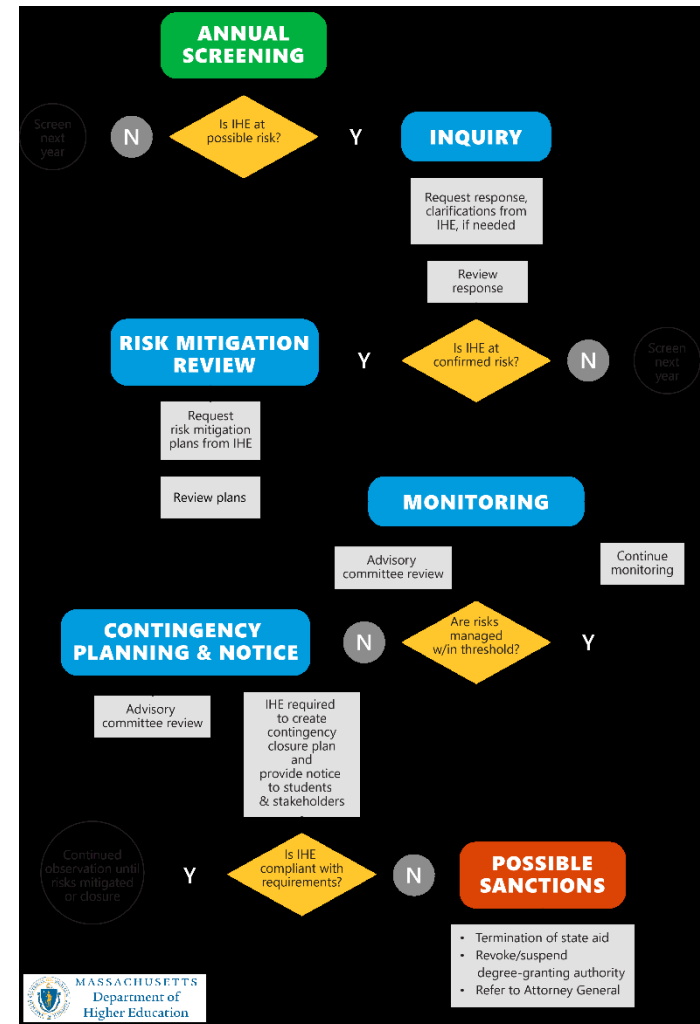 ANNUAL
SCREENING
Screen
next
year
N
Is IHE at
possible risk?
Y
INQUIRY
Request response,
clarifications from
IHE, if needed
Review
response
RISK MITIGATION
REVIEW
Y
Is IHE at
confirmed risk?
N
Screen
next
year
Request
risk mitigation
plans from IHE
Review plans
MONITORING
Advisory
committee review
Continue
monitoring
CONTINGENCY
PLANNING & NOTICE
N
Are risks
managed
w/in threshold?
Y
Advisory
committee review
IHE required
to create
contingency
closure plan
and
provide notice
to students
& stakeholders
Continued
observation until
risks mitigated
or closure
Y
Is IHE
compliant with
requirements?
N
POSSIBLE
SANCTIONS
• Termination of state aid
• Revoke/suspend
degree-granting authority
• Refer to Attorney General
MASSACHUSETTS
Department of
Higher Education